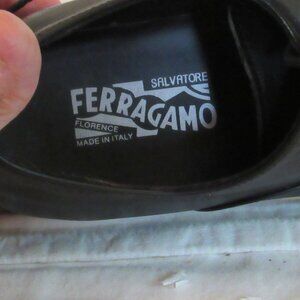 SALVATORE
FERRAGAMO
FLORENCE
MADE IN ITALY